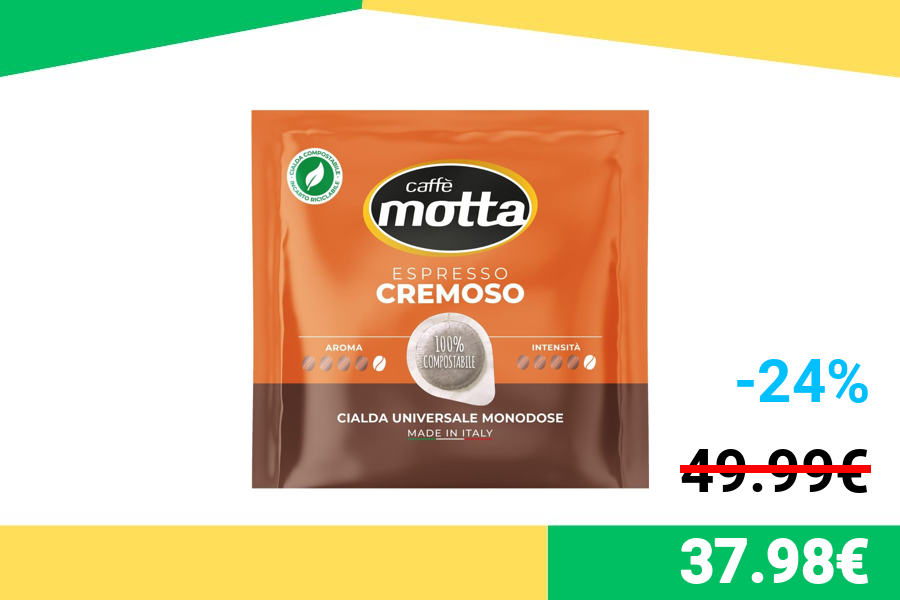 CIALDA COMPOSTABILE
INCARTO RICICLABILE
caffè
motta
ESPRESSO
CREMOSO
AROMA
100%
COMPOSTABILE
INTENSITÀ
CIALDA UNIVERSALE MONODOSE
MADE IN ITALY
-24%
49.99€
37.98€